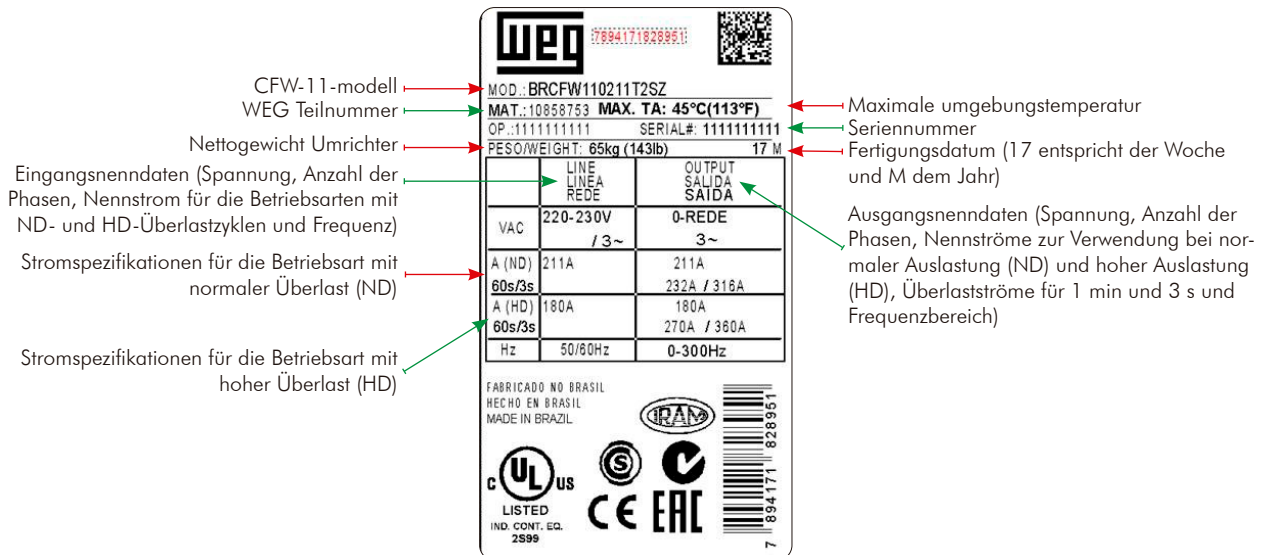 WEG
7894171828951
CFW-11-modell
WEG Teilnummer
Nettogewicht Umrichter
Eingangsnenndaten (Spannung, Anzahl der
Phasen, Nennstrom für die Betriebsarten mit
ND- und HD-Überlastzyklen und Frequenz)
Stromspezifikationen für die Betriebsart mit
normaler Überlast (ND)
Stromspezifikationen für die Betriebsart mit
hoher Überlast (HD)
MOD.: BRCFW110211T2SZ
MAT.:10858753 MAX. TA: 45°C(113°F)
OP.:1111111111 SERIAL#: 1111111111
PESO/WEIGHT: 65kg (143lb) 17 M
LINE
LINEA
REDE
OUTPUT
SALIDA
SAIDA
VAC 220-230V 0-REDE
/ 3~ 3~
A (ND) 211A 211A
60s/3s 232A / 316A
A (HD) 180A 180A
60s/3s 270A / 360A
Hz 50/60Hz 0-300Hz
FABRICADO NO BRASIL
HECHO EN BRASIL
MADE IN BRAZIL
IRAM
C UL US
LISTED
IND. CONT. EQ.
2S99
S
CE EAC
7 894171 828951
Maximale umgebungstemperatur
Seriennummer
Fertigungsdatum (17 entspricht der Woche
und M dem Jahr)
Ausgangsnenndaten (Spannung, Anzahl der
Phasen, Nennströme zur Verwendung bei nor-
maler Auslastung (ND) und hoher Auslastung
(HD), Überlastströme für 1 min und 3 s und
Frequenzbereich)